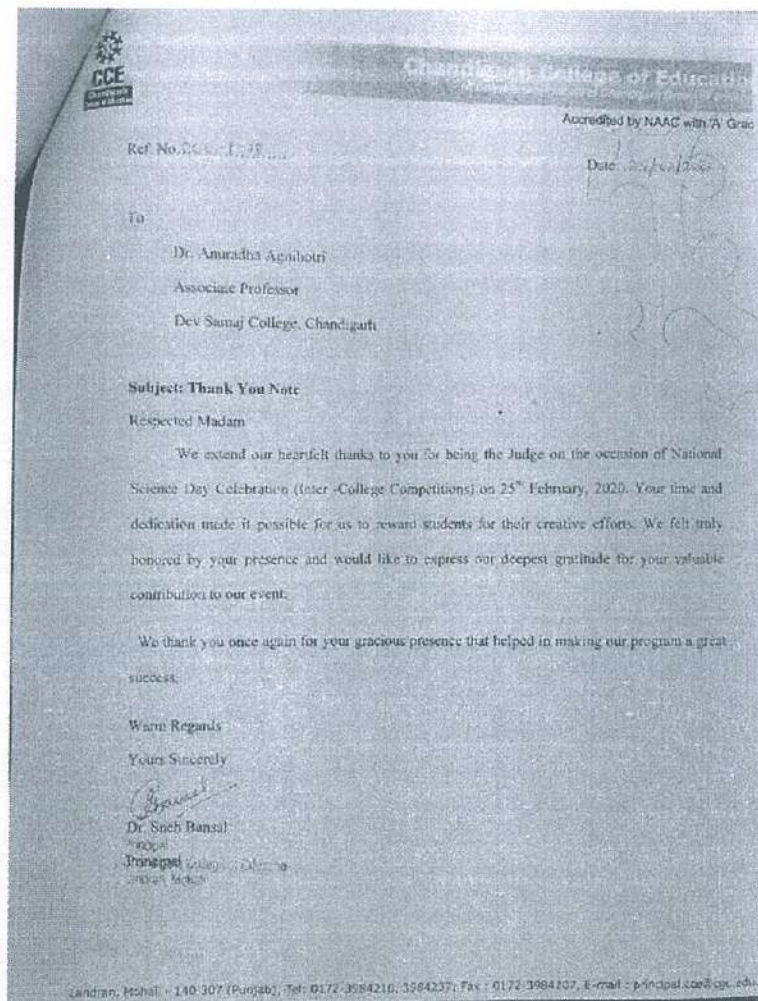 CCE
Chandigarh College of Educatio
Accredited by NAAC with 'A' Grac
Ref. No.
Date
To
Dr. Anuradha Agnihotri
Associate Professor
Dev Samaj College, Chandigarh
Subject: Thank You Note
Respected Madam
We extend our heartfelt thanks to you for being the Judge on the occasion of National
Science Day Celebration (Inter -College Competitions) on 25th February, 2020. Your time and
dedication made it possible for us to reward students for their creative efforts. We felt truly
honored by your presence and would like to express our deepest gratitude for your valuable
contribution to our event.
We thank you once again for your gracious presence that helped in making our program a great
success.
Warm Regards
Yours Sincerely
Dr. Sneh Bansal
Principal
Principal
Landran, Mohali - 140 307 (Punjab), Tel: 0172-3984210, 3984237; Fax : 0172-3984207, E-mail : principal.cce@cgc.edu